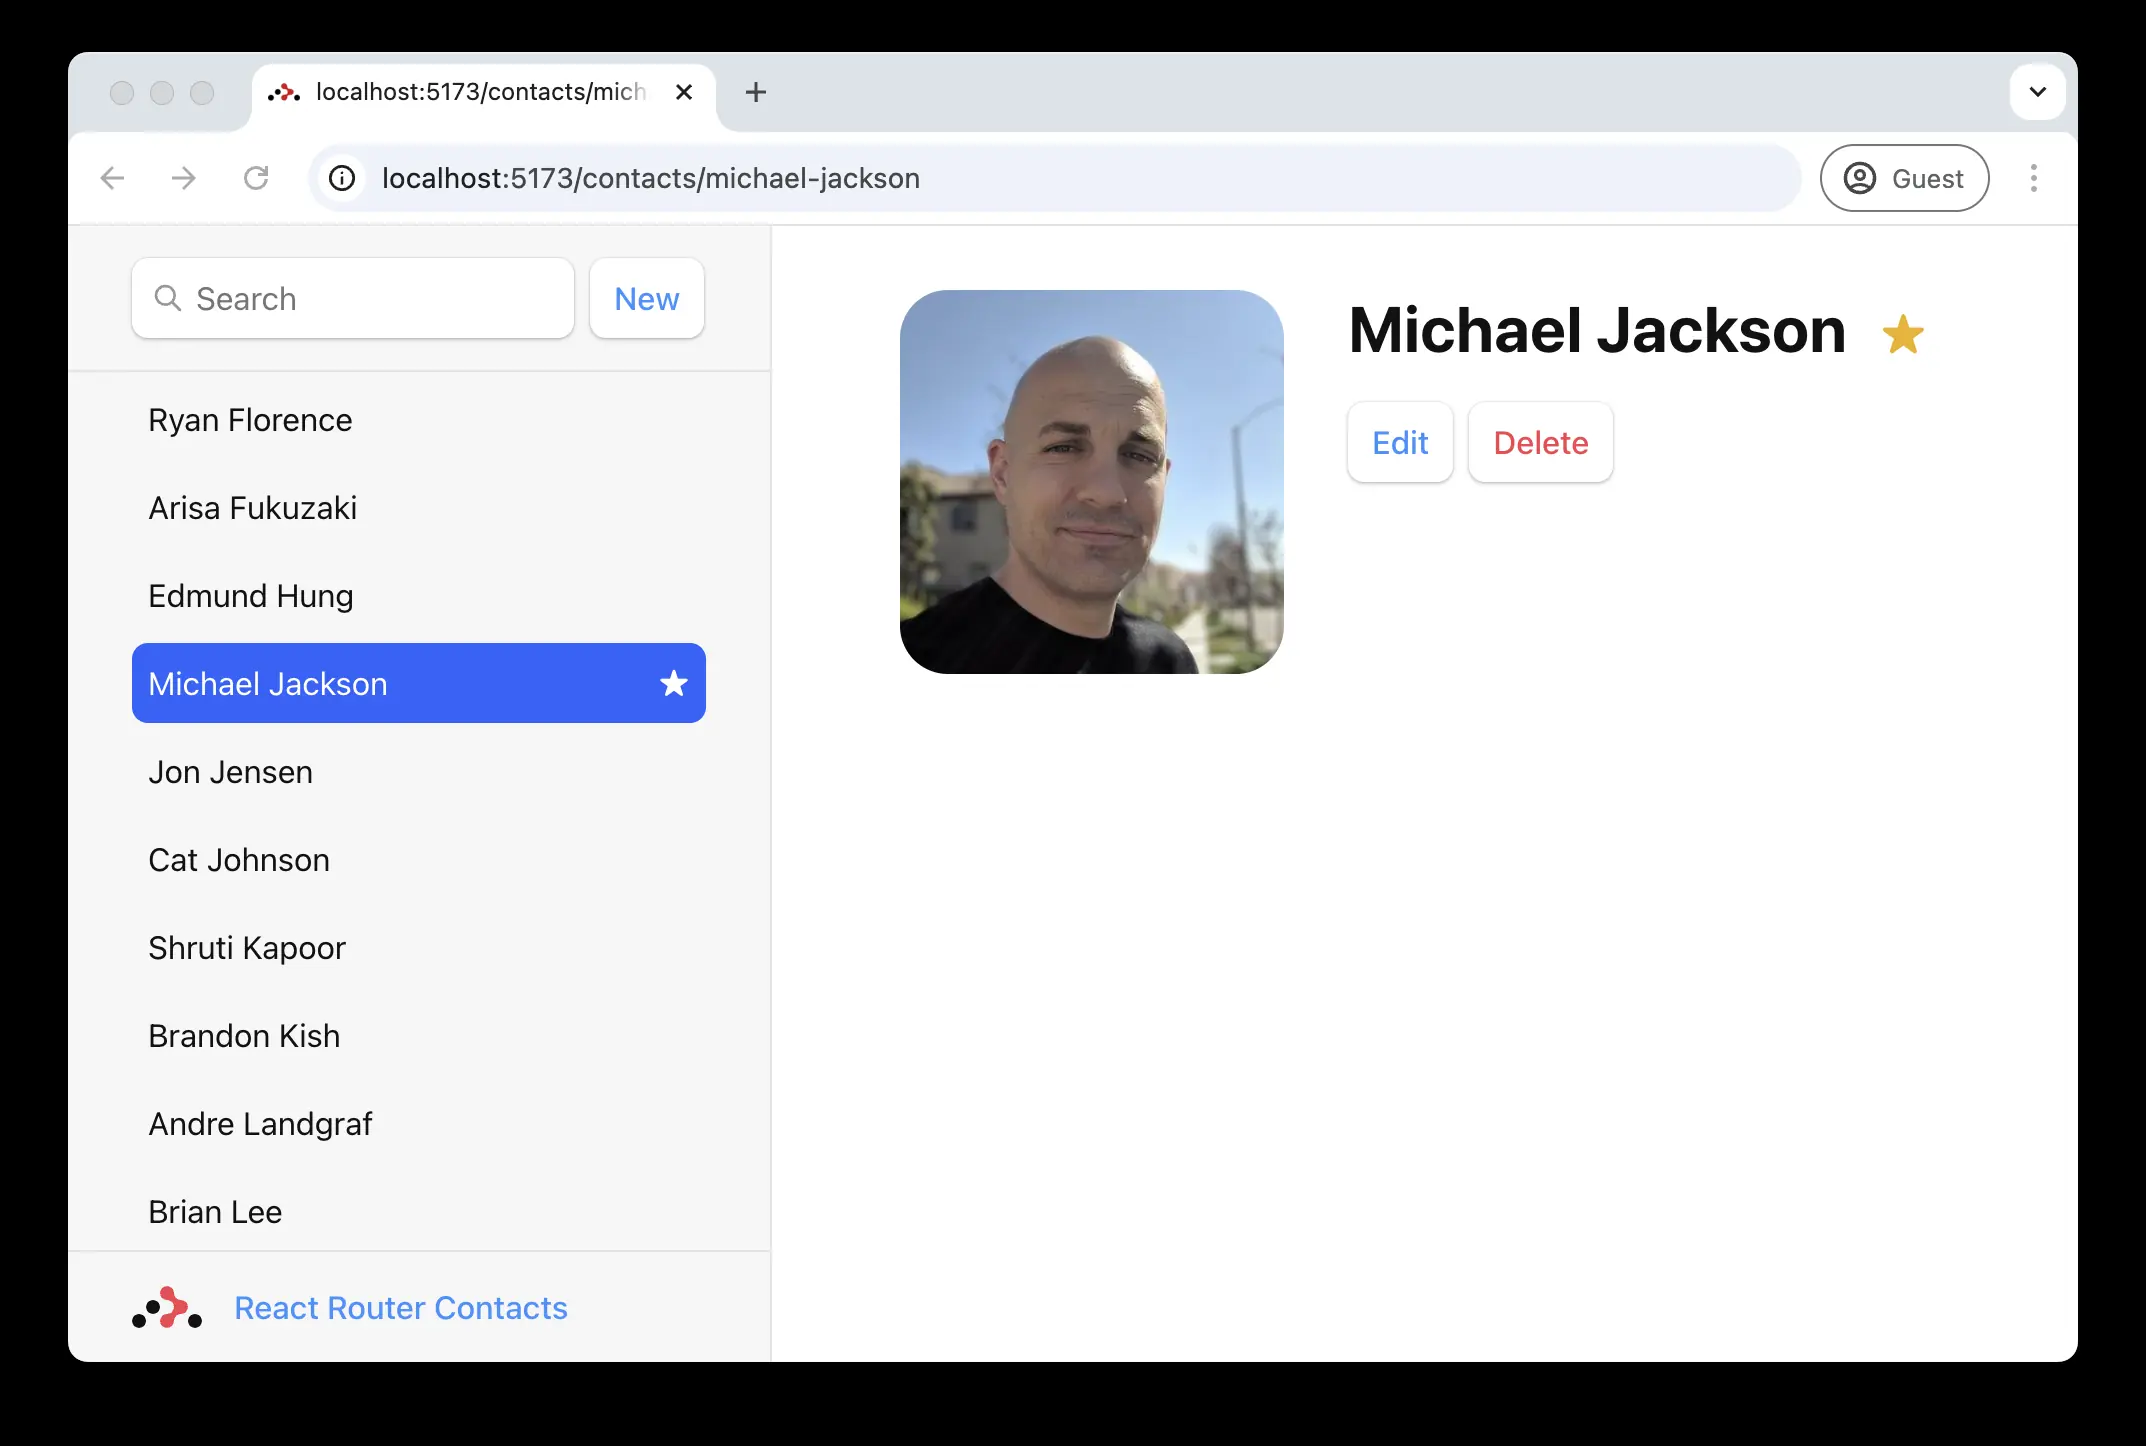 localhost:5173/contacts/mich
localhost:5173/contacts/michael-jackson
Guest
Search
New
Ryan Florence
Arisa Fukuzaki
Edmund Hung
Michael Jackson
Jon Jensen
Cat Johnson
Shruti Kapoor
Brandon Kish
Andre Landgraf
Brian Lee
React Router Contacts
Michael Jackson
Edit
Delete